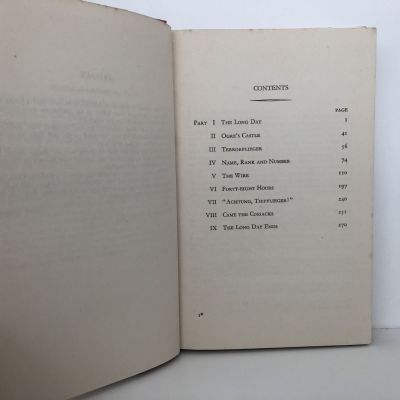 CONTENTS
PAGE
PART I THE LONG DAY 1
II OGRE'S CASTLE 41
III TERRORFLIEGER 56
IV NAME, RANK AND NUMBER 74
V THE WIRE 110
VI FORTY-EIGHT HOURS 197
VII "ACHTUNG, TIEFFLIEGER!" 240
VIII CAME THE COSSACKS 251
IX THE LONG DAY ENDS 270
1*